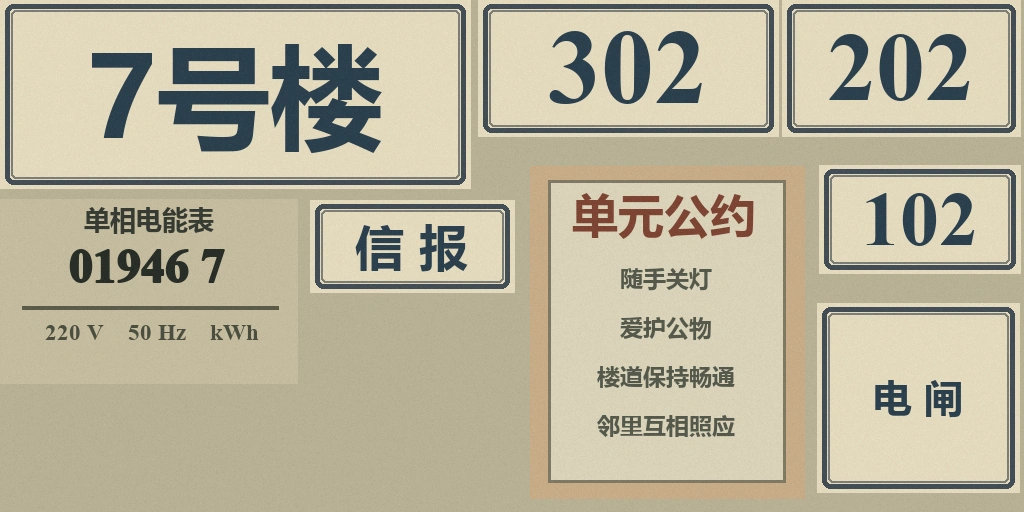 7号楼
302
202
单相电能表
01946 7
220 V 50 Hz kWh
信 报
单元公约
随手关灯
爱护公物
楼道保持畅通
邻里互相照应
102
电 闸